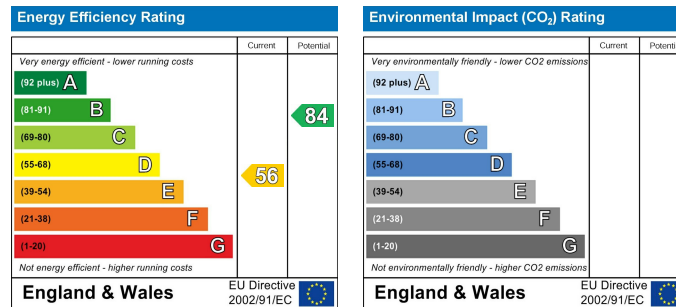 Energy Efficiency Rating
Current Potential
Very energy efficient - lower running costs
(92 plus) A
(81-91) B
84
(69-80) C
(55-68) D
56
(39-54) E
(21-38) F
(1-20) G
Not energy efficient - higher running costs
England & Wales
EU Directive
2002/91/EC
Environmental Impact (CO₂) Rating
Current Potenti
Very environmentally friendly - lower CO2 emissions
(92 plus) A
(81-91) B
(69-80) C
(55-68) D
(39-54) E
(21-38) F
(1-20) G
Not environmentally friendly - higher CO2 emissions
England & Wales
EU Directive
2002/91/EC